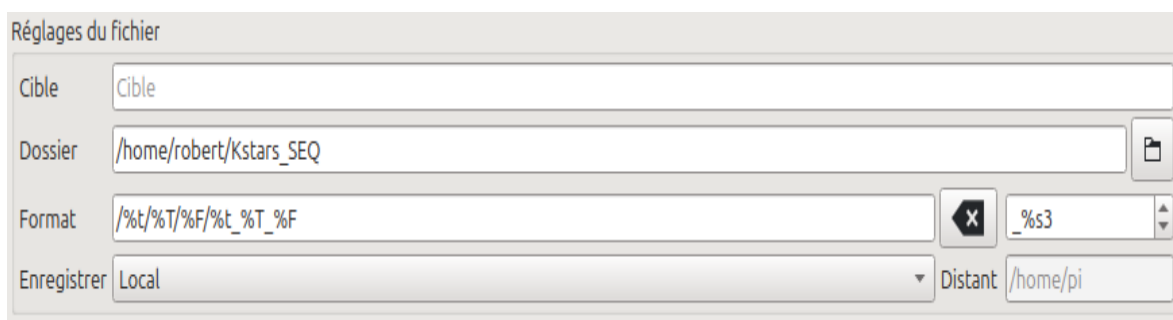 Réglages du fichier
Cible Cible
Dossier /home/robert/Kstars_SEQ
Format /%t/%T/%F/%t_%T_%F _%s3
Enregistrer Local Distant /home/pi